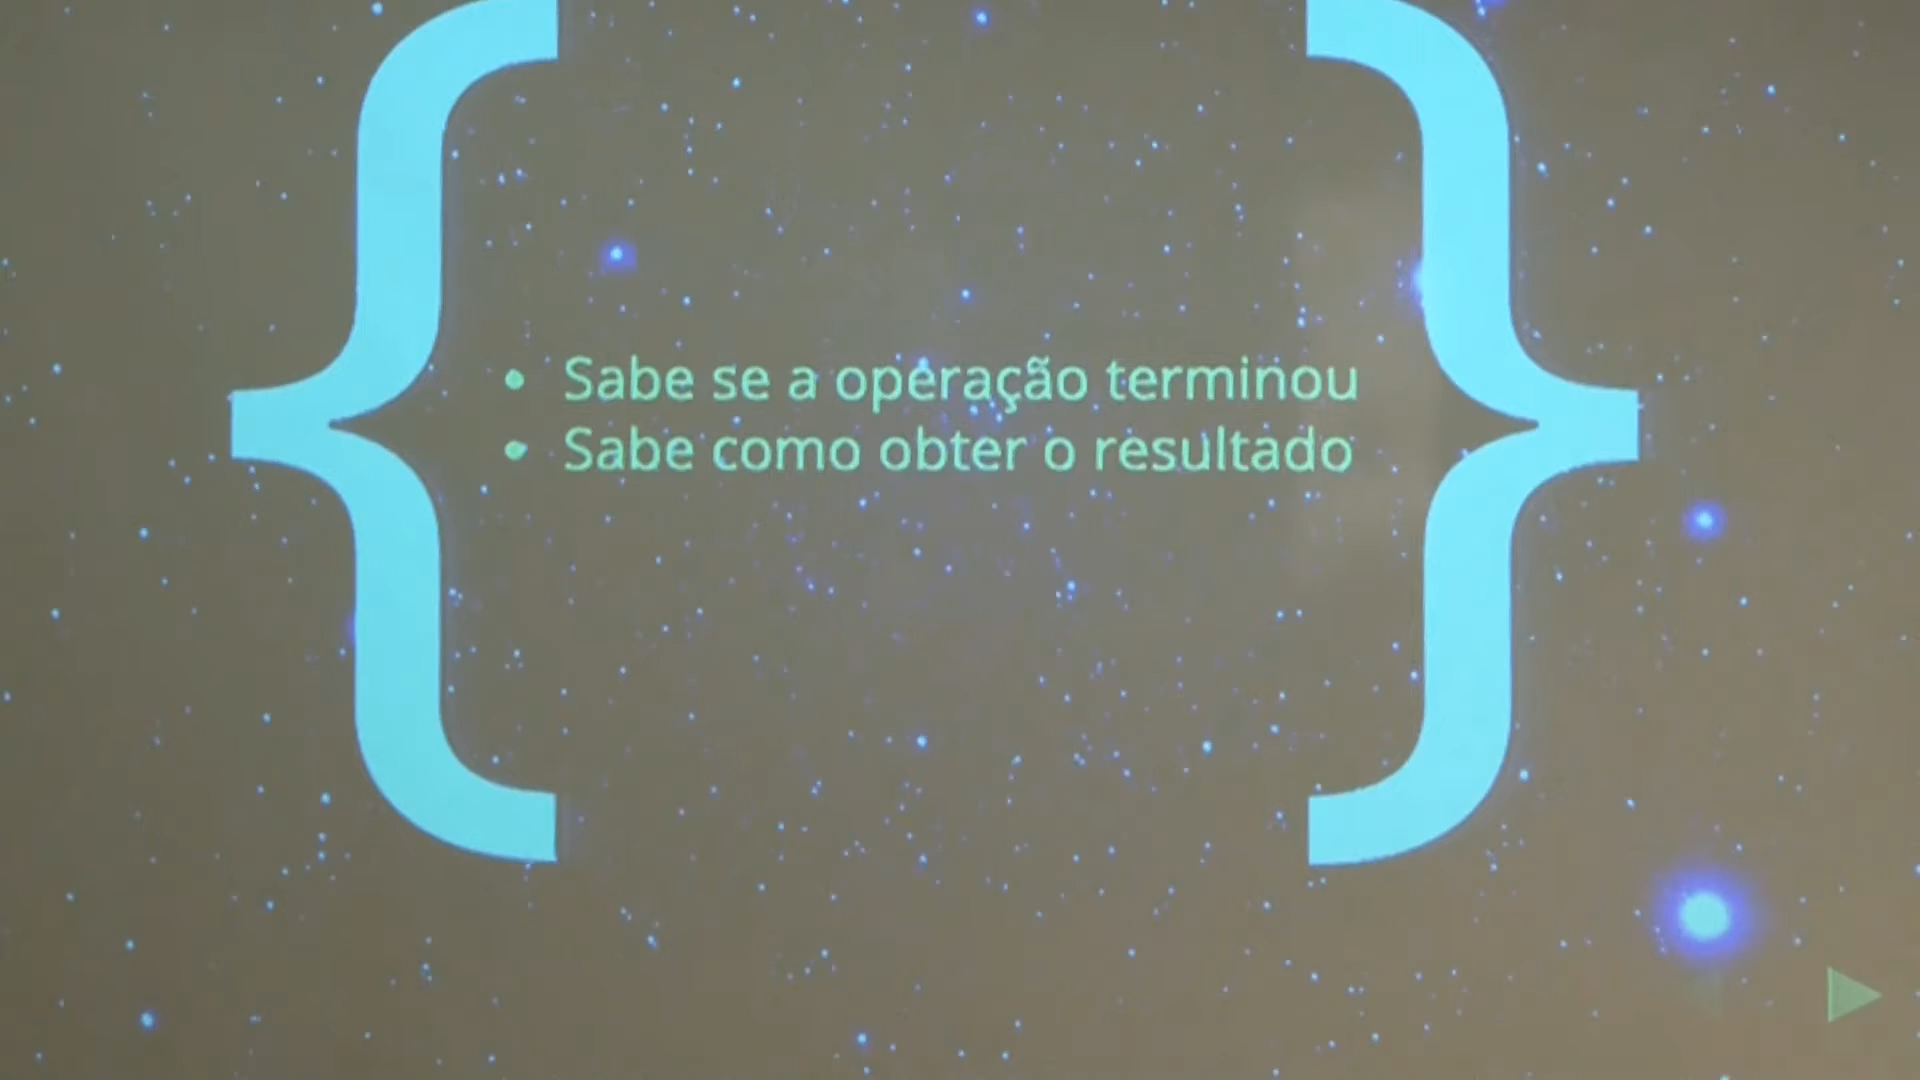 {
• Sabe se a operação terminou
• Sabe como obter o resultado
}